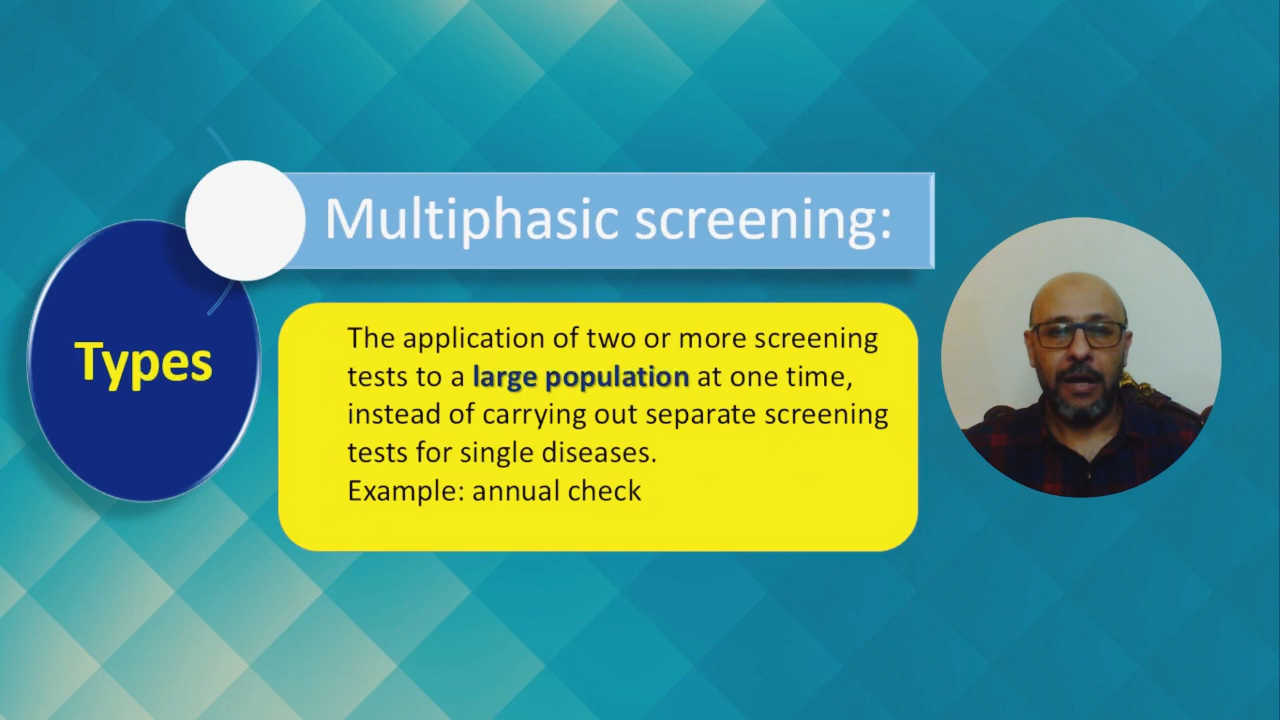 Multiphasic screening:
Types
The application of two or more screening
tests to a large population at one time,
instead of carrying out separate screening
tests for single diseases.
Example: annual check